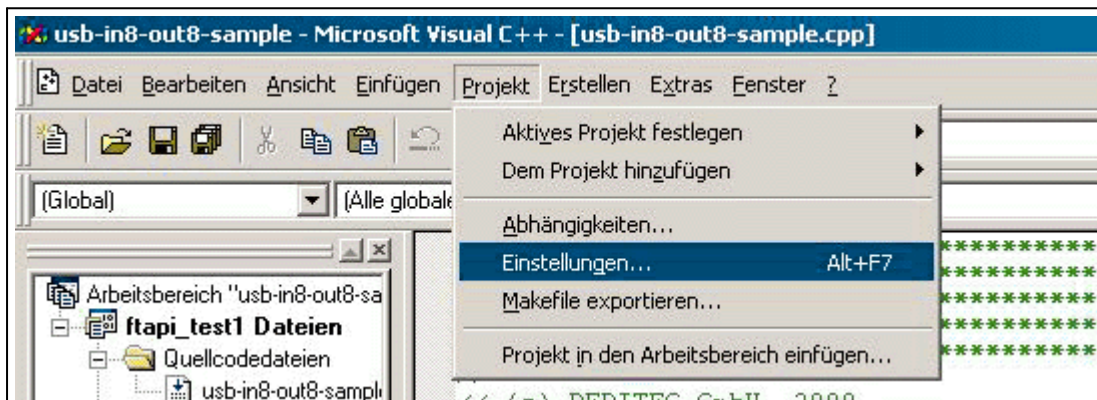 usb-in8-out8-sample - Microsoft Visual C++ - [usb-in8-out8-sample.cpp]
Datei Bearbeiten Ansicht Einfügen Projekt Erstellen Extras Fenster ?
Aktives Projekt festlegen
Dem Projekt hinzufügen
(Global) (Alle globale
Abhängigkeiten...
Einstellungen... Alt+F7
**********
Makefile exportieren...
**********
**********
**********
**********
Projekt in den Arbeitsbereich einfügen...
Arbeitsbereich "usb-in8-out8-sa
ftapi_test1 Dateien
Quellcodedateien
usb-in8-out8-sampl